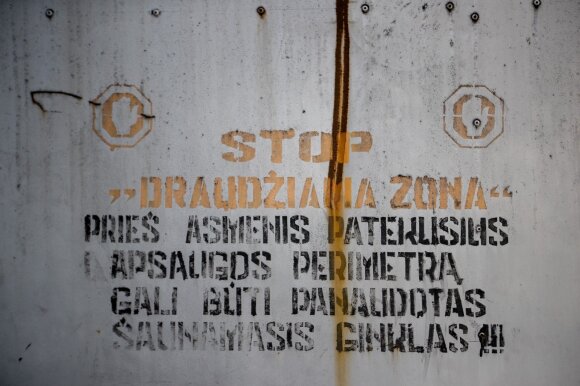 STOP
„DRAUDŽIAMA ZONA“
PRIEŠ ASMENIS PATEKUSIUS
Į APSAUGOS PERIMETRĄ
GALI BŪTI PANAUDOTAS
ŠAUNAMASIS GINKLAS !!!